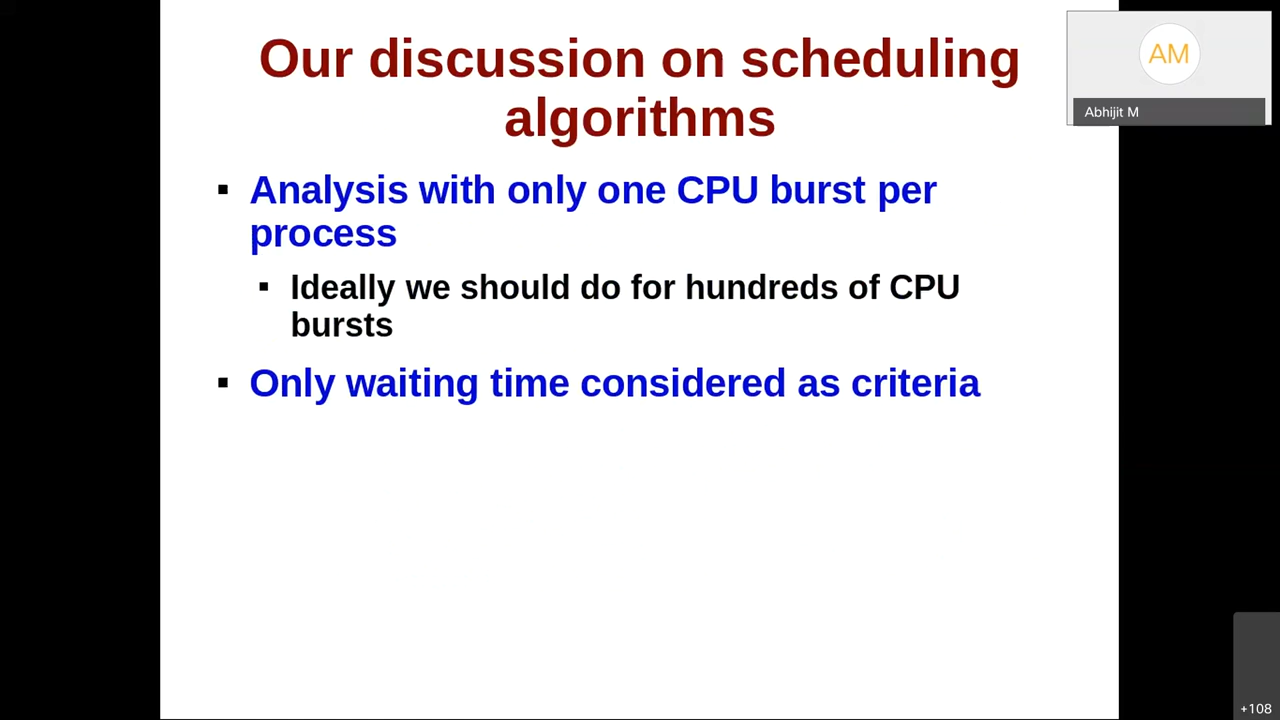 Our discussion on scheduling
algorithms
▪ Analysis with only one CPU burst per
process
▪ Ideally we should do for hundreds of CPU
bursts
▪ Only waiting time considered as criteria
AM
Abhijit M
+108